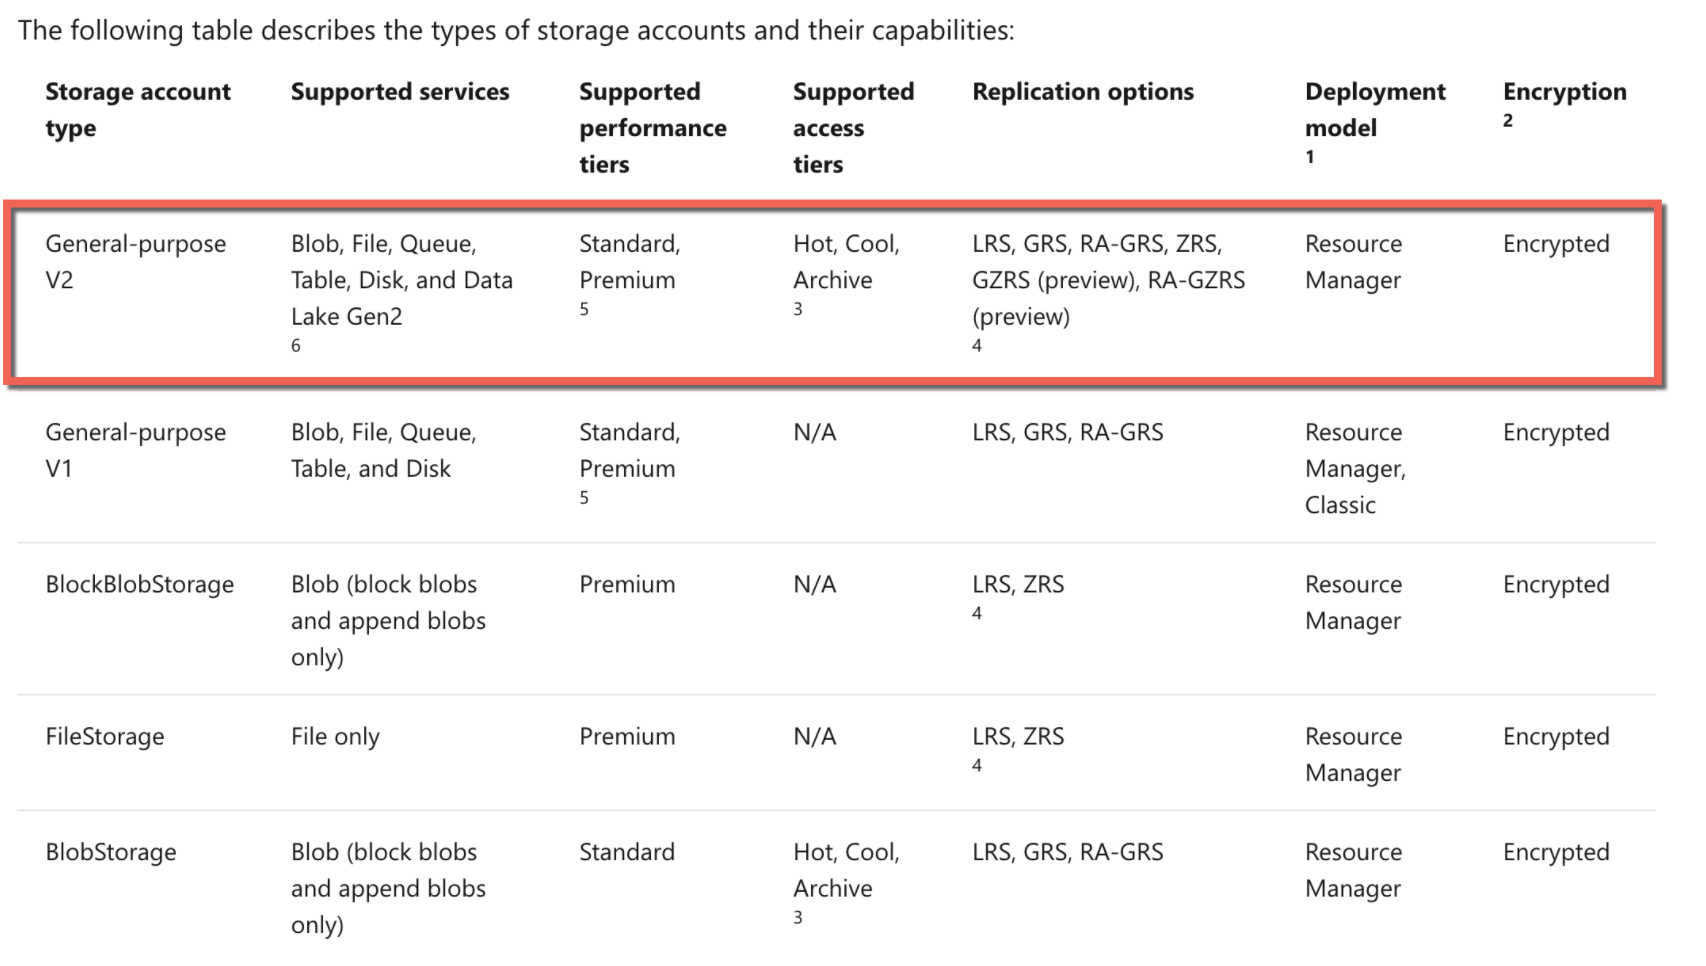 The following table describes the types of storage accounts and their capabilities:
Storage account type
Supported services
Supported performance tiers
Supported access tiers
Replication options
Deployment model
1
Encryption
2
General-purpose
V2
Blob, File, Queue,
Table, Disk, and Data
Lake Gen2
6
Standard,
Premium
5
Hot, Cool,
Archive
3
LRS, GRS, RA-GRS, ZRS,
GZRS (preview), RA-GZRS
(preview)
4
Resource
Manager
Encrypted
General-purpose
V1
Blob, File, Queue,
Table, and Disk
Standard,
Premium
5
N/A
LRS, GRS, RA-GRS
Resource
Manager,
Classic
Encrypted
BlockBlobStorage
Blob (block blobs
and append blobs
only)
Premium
N/A
LRS, ZRS
4
Resource
Manager
Encrypted
FileStorage
File only
Premium
N/A
LRS, ZRS
4
Resource
Manager
Encrypted
BlobStorage
Blob (block blobs
and append blobs
only)
Standard
Hot, Cool,
Archive
3
LRS, GRS, RA-GRS
Resource
Manager
Encrypted